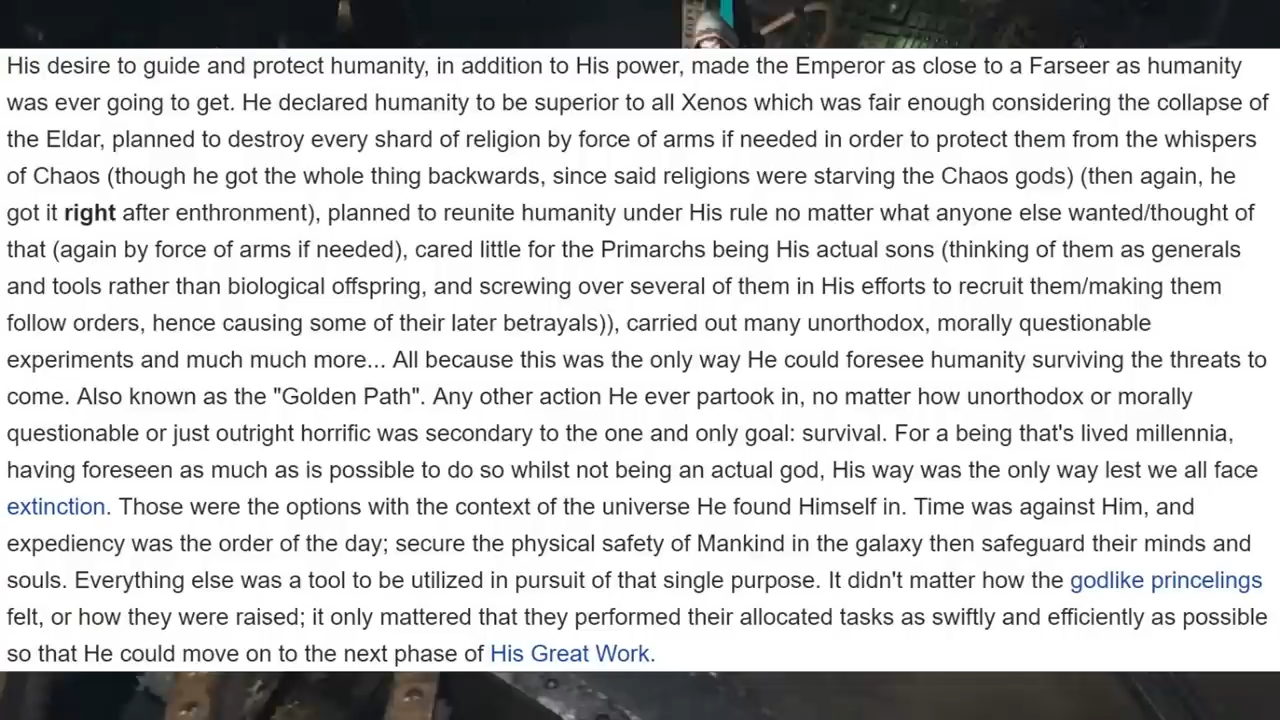 His desire to guide and protect humanity, in addition to His power, made the Emperor as close to a Farseer as humanity
was ever going to get. He declared humanity to be superior to all Xenos which was fair enough considering the collapse of
the Eldar, planned to destroy every shard of religion by force of arms if needed in order to protect them from the whispers
of Chaos (though he got the whole thing backwards, since said religions were starving the Chaos gods) (then again, he
got it right after enthronment), planned to reunite humanity under His rule no matter what anyone else wanted/thought of
that (again by force of arms if needed), cared little for the Primarchs being His actual sons (thinking of them as generals
and tools rather than biological offspring, and screwing over several of them in His efforts to recruit them/making them
follow orders, hence causing some of their later betrayals)), carried out many unorthodox, morally questionable
experiments and much much more... All because this was the only way He could foresee humanity surviving the threats to
come. Also known as the "Golden Path". Any other action He ever partook in, no matter how unorthodox or morally
questionable or just outright horrific was secondary to the one and only goal: survival. For a being that's lived millennia,
having foreseen as much as is possible to do so whilst not being an actual god, His way was the only way lest we all face
extinction. Those were the options with the context of the universe He found Himself in. Time was against Him, and
expediency was the order of the day; secure the physical safety of Mankind in the galaxy then safeguard their minds and
souls. Everything else was a tool to be utilized in pursuit of that single purpose. It didn't matter how the godlike princelings
felt, or how they were raised; it only mattered that they performed their allocated tasks as swiftly and efficiently as possible
so that He could move on to the next phase of His Great Work.